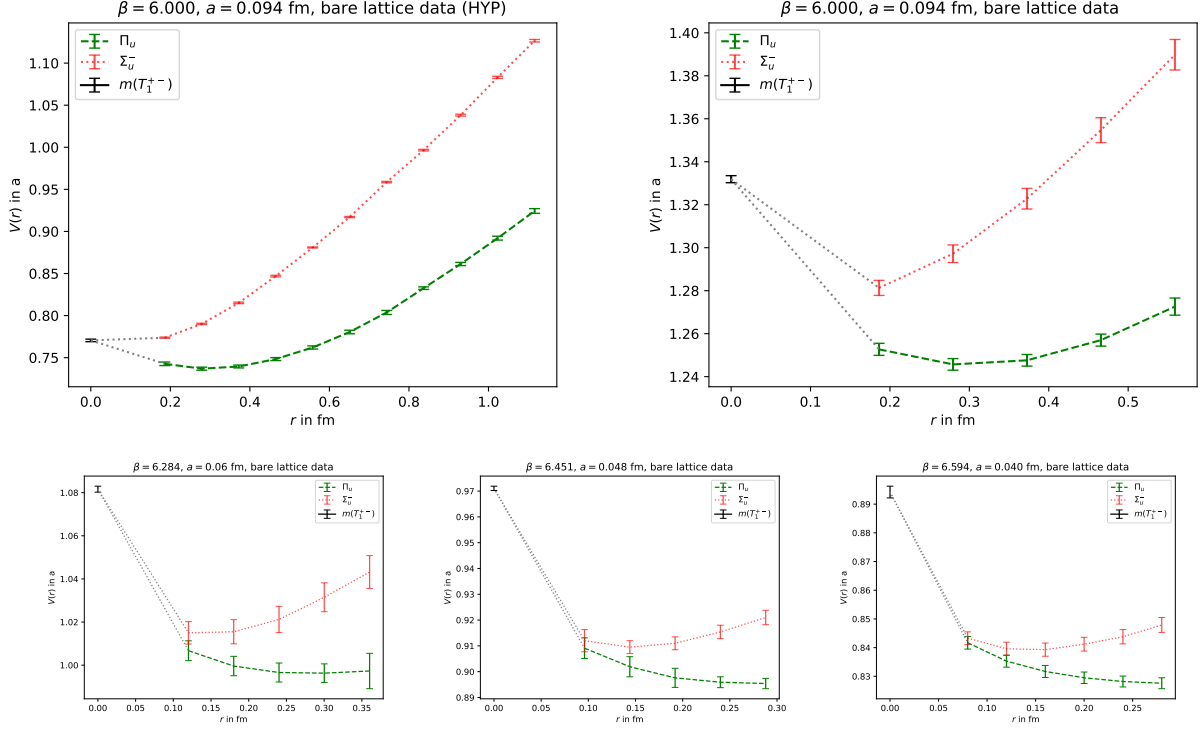 β = 6.000, a = 0.094 fm, bare lattice data (HYP)
Π_u
Σ_u^−
m(T_1^{+−})
V(r) in a
1.10
1.05
1.00
0.95
0.90
0.85
0.80
0.75
0.0 0.2 0.4 0.6 0.8 1.0
r in fm
β = 6.000, a = 0.094 fm, bare lattice data
Π_u
Σ_u^−
m(T_1^{+−})
V(r) in a
1.40
1.38
1.36
1.34
1.32
1.30
1.28
1.26
1.24
0.0 0.1 0.2 0.3 0.4 0.5
r in fm
β = 6.284, a = 0.06 fm, bare lattice data
Π_u
Σ_u^−
m(T_1^{+−})
V(r) in a
1.08
1.06
1.04
1.02
1.00
0.00 0.05 0.10 0.15 0.20 0.25 0.30 0.35
r in fm
β = 6.451, a = 0.048 fm, bare lattice data
Π_u
Σ_u^−
m(T_1^{+−})
V(r) in a
0.97
0.96
0.95
0.94
0.93
0.92
0.91
0.90
0.89
0.00 0.05 0.10 0.15 0.20 0.25 0.30
r in fm
β = 6.594, a = 0.040 fm, bare lattice data
Π_u
Σ_u^−
m(T_1^{+−})
V(r) in a
0.89
0.88
0.87
0.86
0.85
0.84
0.83
0.00 0.05 0.10 0.15 0.20 0.25
r in fm